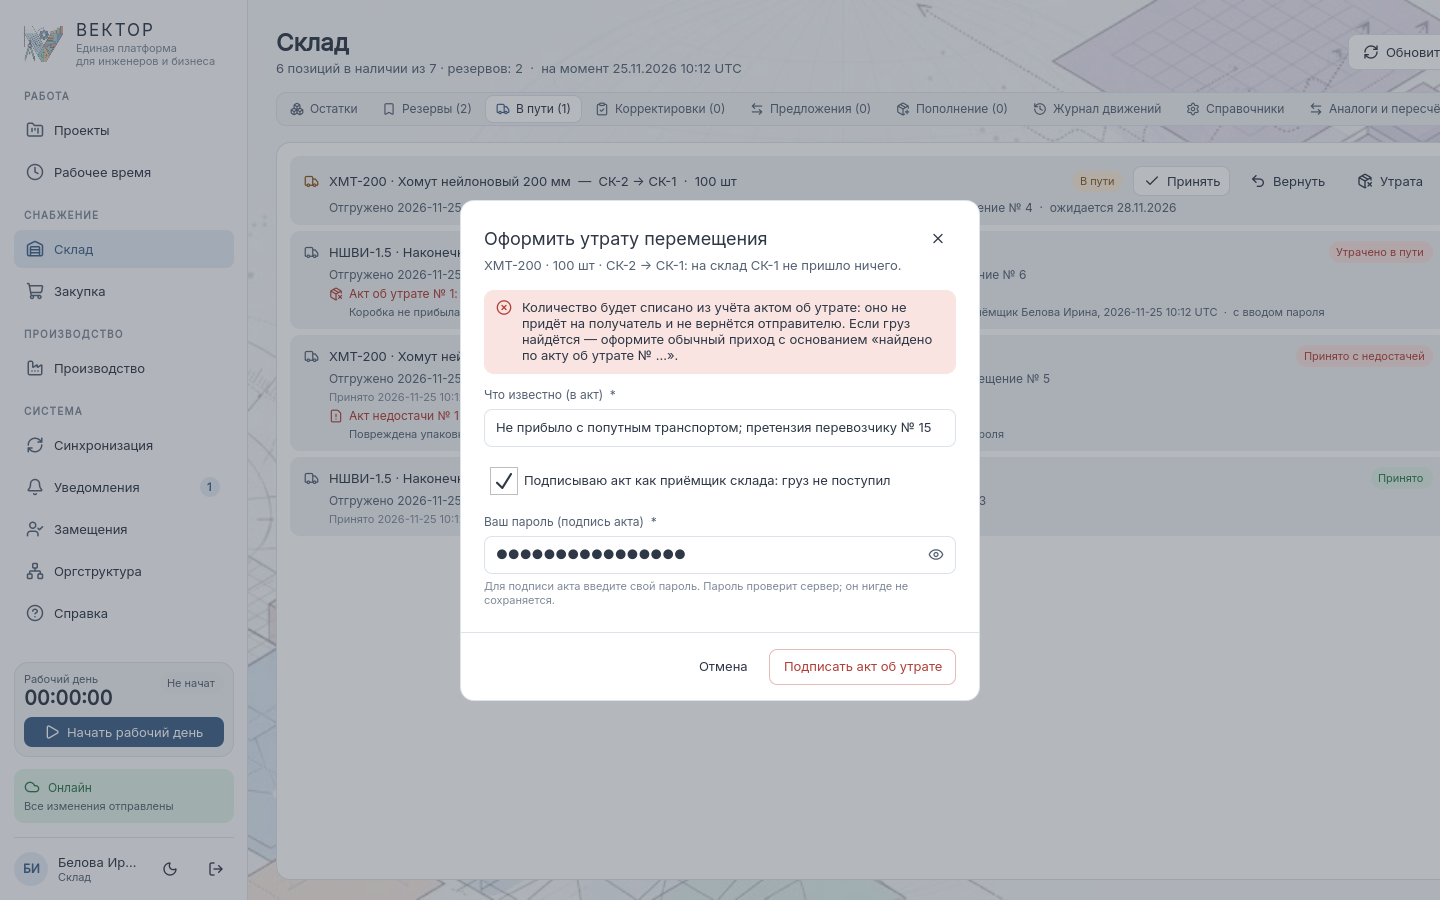 ВЕКТОР
Единая платформа
для инженеров и бизнеса
РАБОТА
Проекты
Рабочее время
СНАБЖЕНИЕ
Склад
Закупка
ПРОИЗВОДСТВО
Производство
СИСТЕМА
Синхронизация
Уведомления 1
Замещения
Оргструктура
Справка
Рабочий день
Не начат
00:00:00
Начать рабочий день
Онлайн
Все изменения отправлены
БИ
Белова Ир...
Склад
Склад
6 позиций в наличии из 7 · резервов: 2 · на момент 25.11.2026 10:12 UTC
Обновит
Остатки Резервы (2) В пути (1) Корректировки (0) Предложения (0) Пополнение (0) Журнал движений Справочники Аналоги и пересчё
ХМТ-200 · Хомут нейлоновый 200 мм — СК-2 → СК-1 · 100 шт
В пути Принять Вернуть Утрата
Отгружено 2026-11-25 ение № 4 · ожидается 28.11.2026
НШВИ-1.5 · Наконечн Утрачено в пути
Отгружено 2026-11-25 ние № 6
Акт об утрате № 1:
Коробка не прибыла ёмщик Белова Ирина, 2026-11-25 10:12 UTC · с вводом пароля
ХМТ-200 · Хомут ней Принято с недостачей
Отгружено 2026-11-25 ещение № 5
Принято 2026-11-25 10:1
Акт недостачи № 1
Повреждена упаков роля
НШВИ-1.5 · Наконечн Принято
Отгружено 2026-11-25 3
Принято 2026-11-25 10:1
Оформить утрату перемещения
ХМТ-200 · 100 шт · СК-2 → СК-1: на склад СК-1 не пришло ничего.
Количество будет списано из учёта актом об утрате: оно не
придёт на получатель и не вернётся отправителю. Если груз
найдётся — оформите обычный приход с основанием «найдено
по акту об утрате № ...».
Что известно (в акт) *
Не прибыло с попутным транспортом; претензия перевозчику № 15
Подписываю акт как приёмщик склада: груз не поступил
Ваш пароль (подпись акта) *
●●●●●●●●●●●●●●●●
Для подписи акта введите свой пароль. Пароль проверит сервер; он нигде не
сохраняется.
Отмена
Подписать акт об утрате